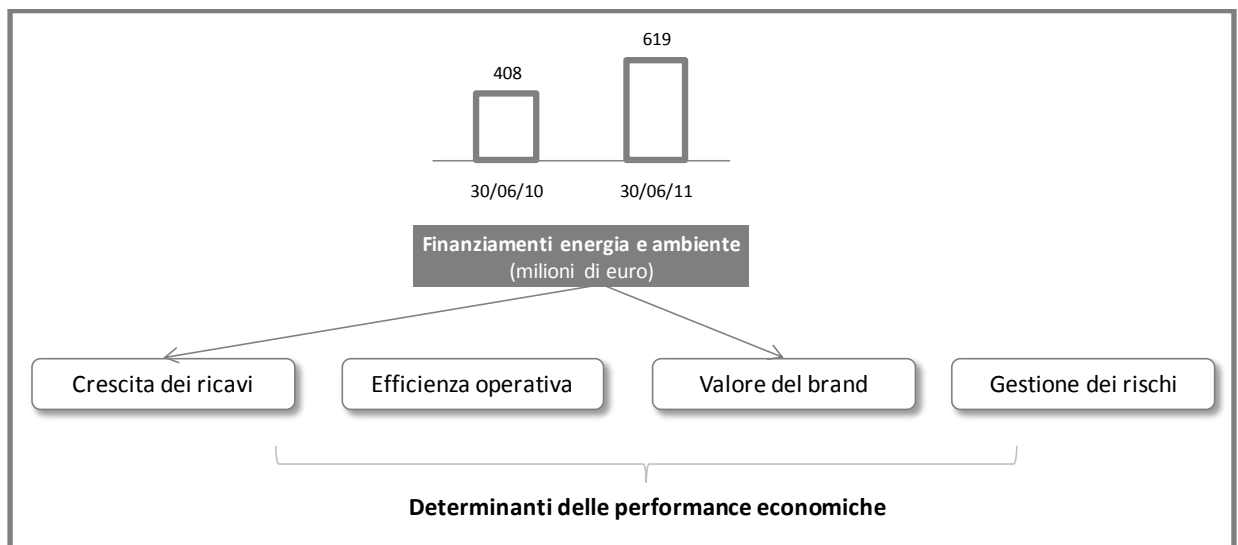 619
408
30/06/10
30/06/11
Finanziamenti energia e ambiente
(milioni di euro)
Crescita dei ricavi
Efficienza operativa
Valore del brand
Gestione dei rischi
Determinanti delle performance economiche